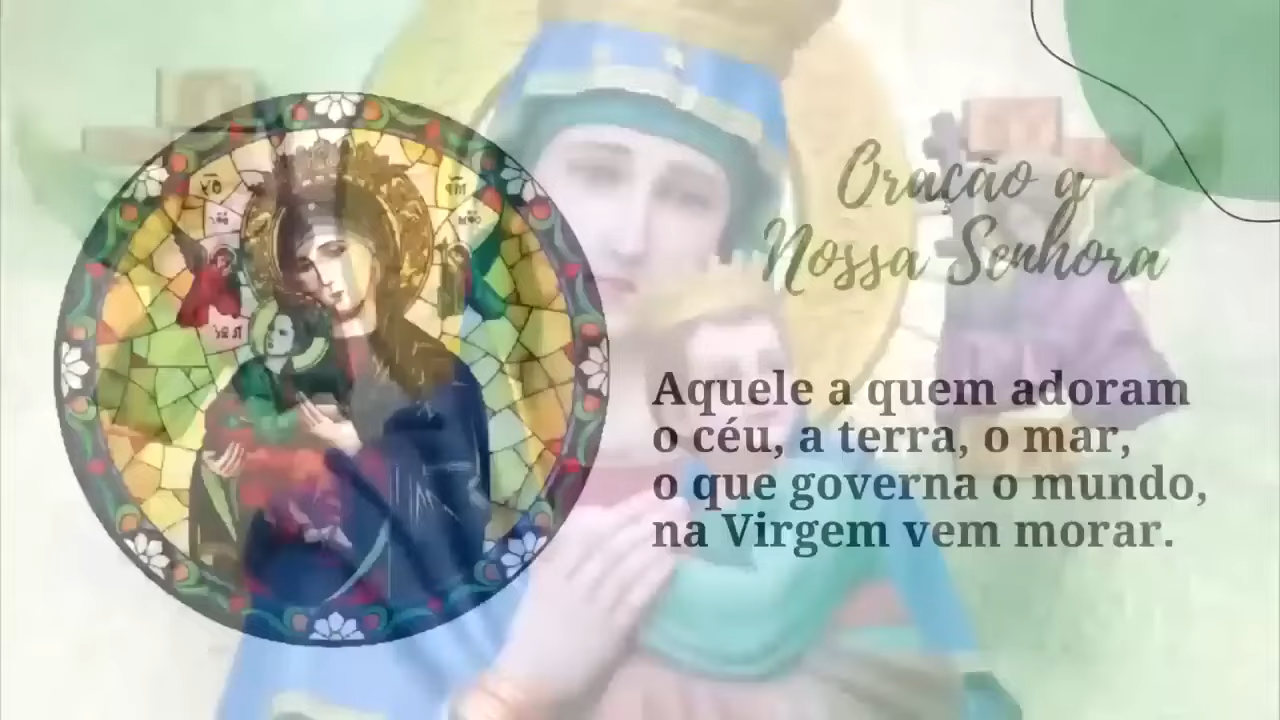 Oração a
Nossa Senhora
Aquele a quem adoram
o céu, a terra, o mar,
o que governa o mundo,
na Virgem vem morar.